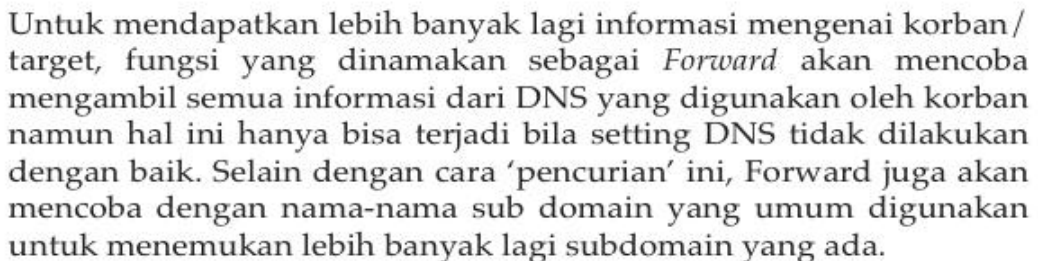 Untuk mendapatkan lebih banyak lagi informasi mengenai korban/
target, fungsi yang dinamakan sebagai Forward akan mencoba
mengambil semua informasi dari DNS yang digunakan oleh korban
namun hal ini hanya bisa terjadi bila setting DNS tidak dilakukan
dengan baik. Selain dengan cara ‘pencurian’ ini, Forward juga akan
mencoba dengan nama-nama sub domain yang umum digunakan
untuk menemukan lebih banyak lagi subdomain yang ada.